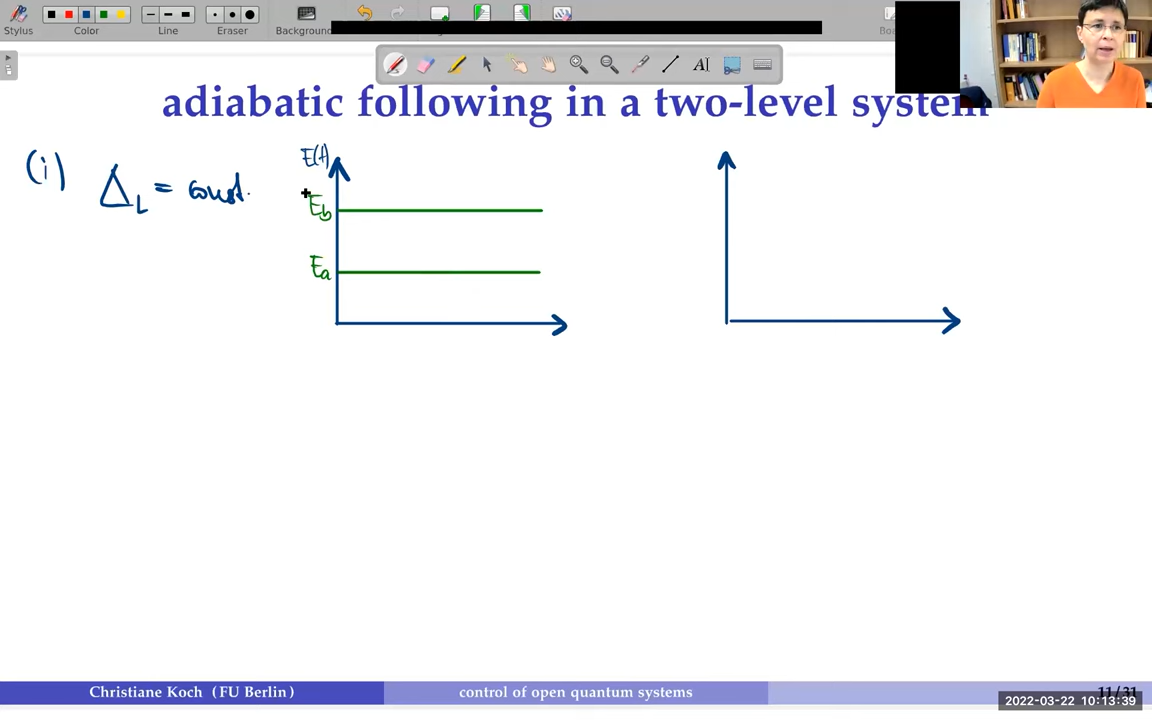 Stylus
Color
Line
Eraser
Background
adiabatic following in a two-level system
(i) Δ_L = const.
E(t)
E_b
E_a
Christiane Koch (FU Berlin)
control of open quantum systems
11/31
2022-03-22 10:13:39